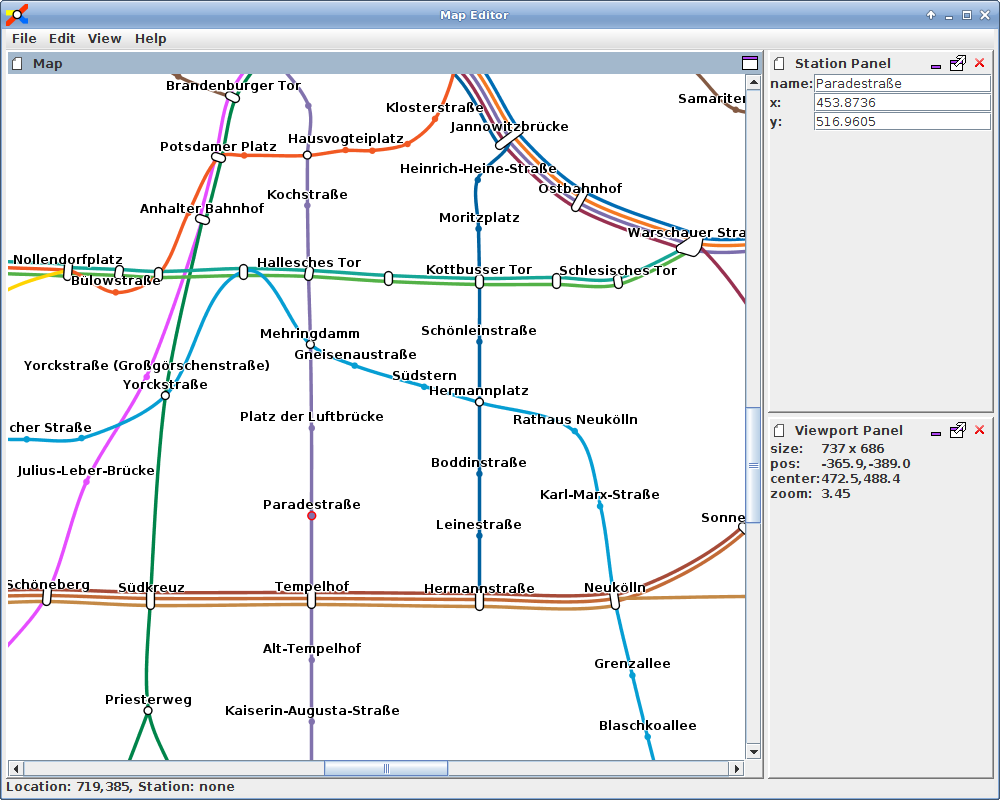 Map Editor
File Edit View Help
Map
Brandenburger Tor
Klosterstraße
Samariter
Jannowitzbrücke
Hausvogteiplatz
Potsdamer Platz
Heinrich-Heine-Straße
Kochstraße
Ostbahnhof
Anhalter Bahnhof
Moritzplatz
Warschauer Stra
Nollendorfplatz
Hallesches Tor
Kottbusser Tor
Schlesisches Tor
Bülowstraße
Schönleinstraße
Mehringdamm
Gneisenaustraße
Yorckstraße (Großgörschenstraße)
Südstern
Yorckstraße
Hermannplatz
Platz der Luftbrücke
Rathaus Neukölln
cher Straße
Boddinstraße
Julius-Leber-Brücke
Karl-Marx-Straße
Paradestraße
Sonne
Leinestraße
Schöneberg
Südkreuz
Tempelhof
Hermannstraße
Neukölln
Alt-Tempelhof
Grenzallee
Priesterweg
Kaiserin-Augusta-Straße
Blaschkoallee
Station Panel
name: Paradestraße
x: 453.8736
y: 516.9605
Viewport Panel
size: 737 x 686
pos: -365.9,-389.0
center: 472.5,488.4
zoom: 3.45
Location: 719,385, Station: none